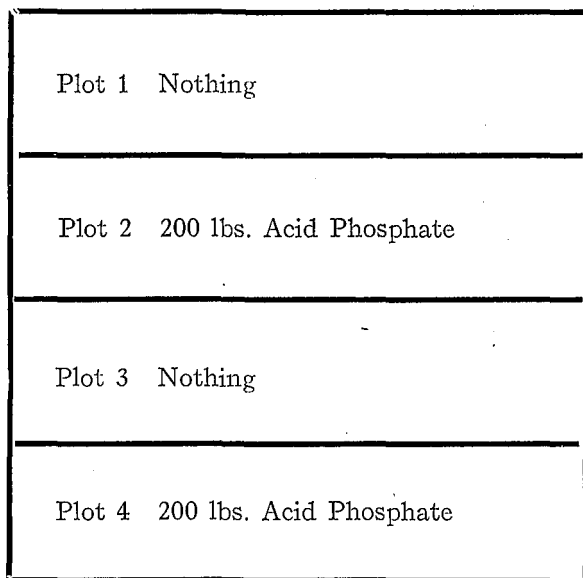 Plot 1 Nothing
Plot 2 200 lbs. Acid Phosphate
Plot 3 Nothing
Plot 4 200 lbs. Acid Phosphate